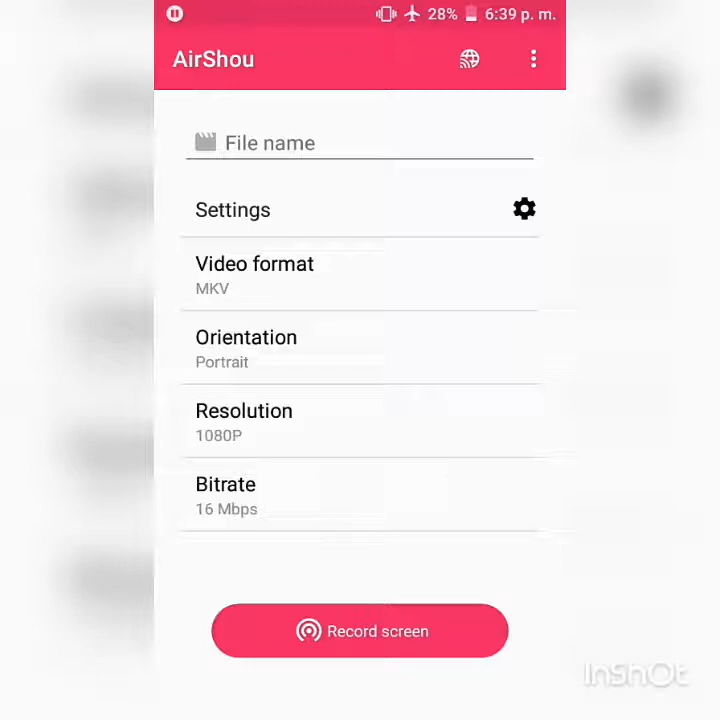 28% 6:39 p. m.
AirShou
File name
Settings
Video format
MKV
Orientation
Portrait
Resolution
1080P
Bitrate
16 Mbps
Record screen
InShOt